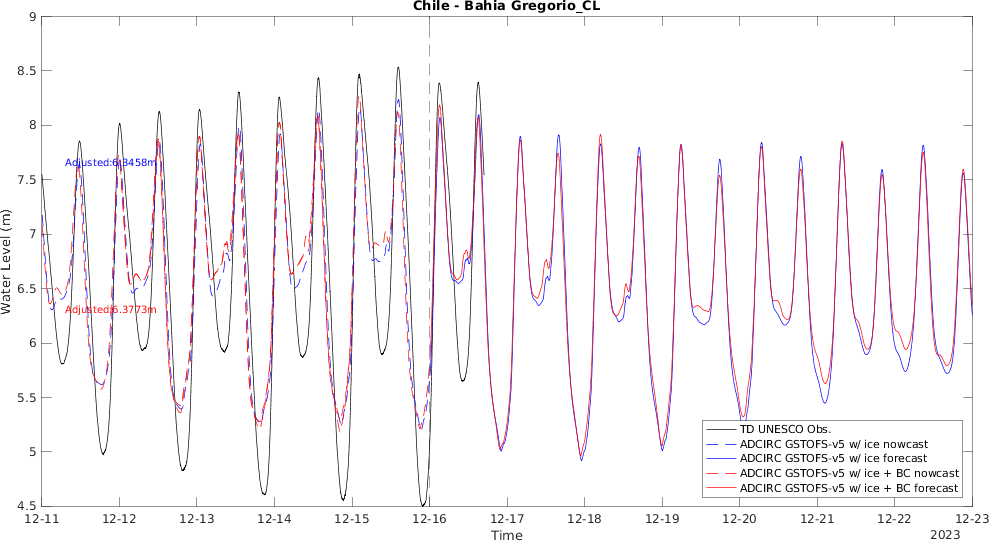 Chile - Bahia Gregorio_CL
9
8.5
8
7.5
7
6.5
6
5.5
5
4.5
Water Level (m)
Adjusted:6.3458m
Adjusted:6.3773m
TD UNESCO Obs.
ADCIRC GSTOFS-v5 w/ ice nowcast
ADCIRC GSTOFS-v5 w/ ice forecast
ADCIRC GSTOFS-v5 w/ ice + BC nowcast
ADCIRC GSTOFS-v5 w/ ice + BC forecast
12-11 12-12 12-13 12-14 12-15 12-16 12-17 12-18 12-19 12-20 12-21 12-22 12-23
Time
2023